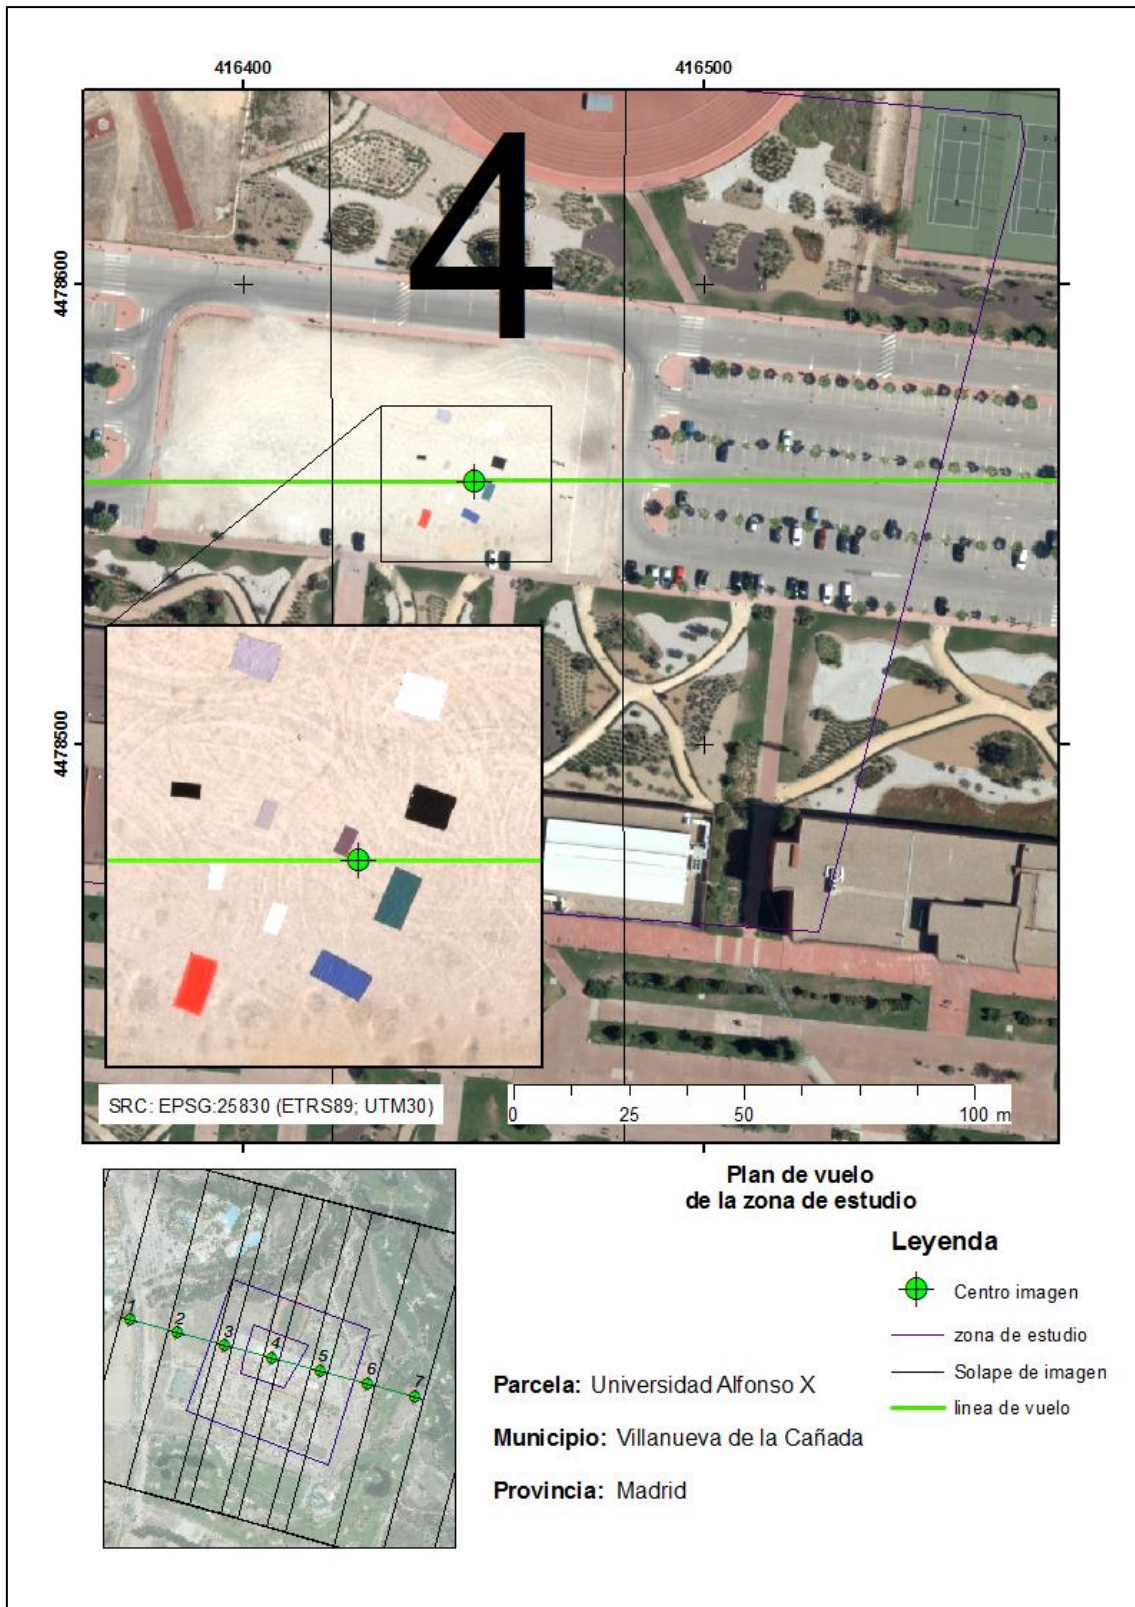 416400 416500
4478600
4478500
4
SRC: EPSG:25830 (ETRS89; UTM30)
0 25 50 100 m
Plan de vuelo
de la zona de estudio
Leyenda
Centro imagen
zona de estudio
Solape de imagen
linea de vuelo
1
2
3
4
5
6
7
Parcela: Universidad Alfonso X
Municipio: Villanueva de la Cañada
Provincia: Madrid